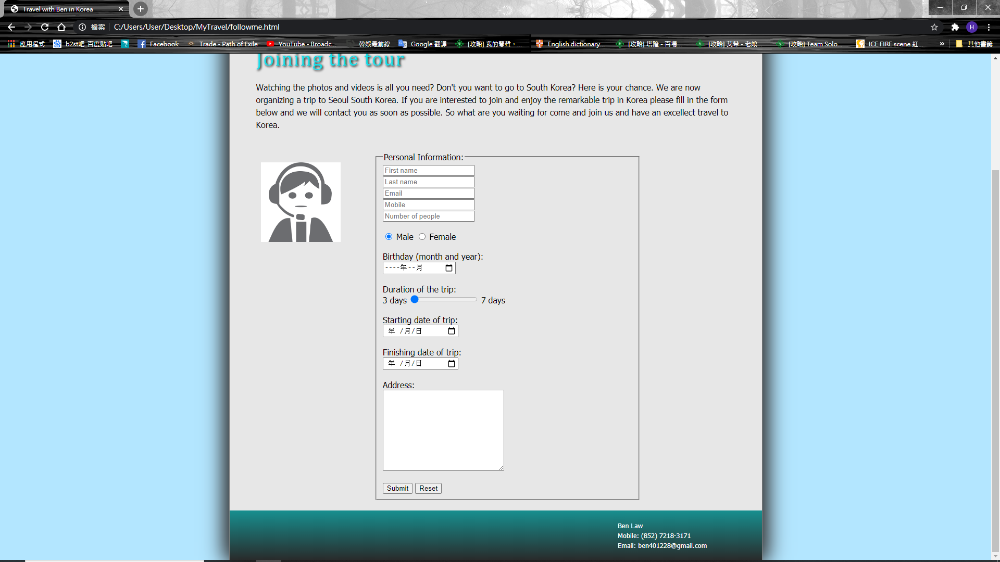 Travel with Ben in Korea
檔案 C:/Users/User/Desktop/MyTravel/followme.html
H
應用程式 b2st吧_百度贴吧 Facebook Trade - Path of Exile YouTube - Broadc... 韓娛最前線 Google 翻譯 [攻略] 我的琴聲，... English dictionary... [攻略] 塔隆 - 百場... [攻略] 艾希 - 老娘... [攻略] Team Solo... ICE FIRE scene 紅... » 其他書籤
Joining the tour
Watching the photos and videos is all you need? Don't you want to go to South Korea? Here is your chance. We are now
organizing a trip to Seoul South Korea. If you are interested to join and enjoy the remarkable trip in Korea please fill in the form
below and we will contact you as soon as possible. So what are you waiting for come and join us and have an excellect travel to
Korea.
Personal Information:
First name
Last name
Email
Mobile
Number of people
Male Female
Birthday (month and year):
----年--月
Duration of the trip:
3 days 7 days
Starting date of trip:
年 /月/日
Finishing date of trip:
年 /月/日
Address:
Submit Reset
Ben Law
Mobile: (852) 7218-3171
Email: ben401228@gmail.com